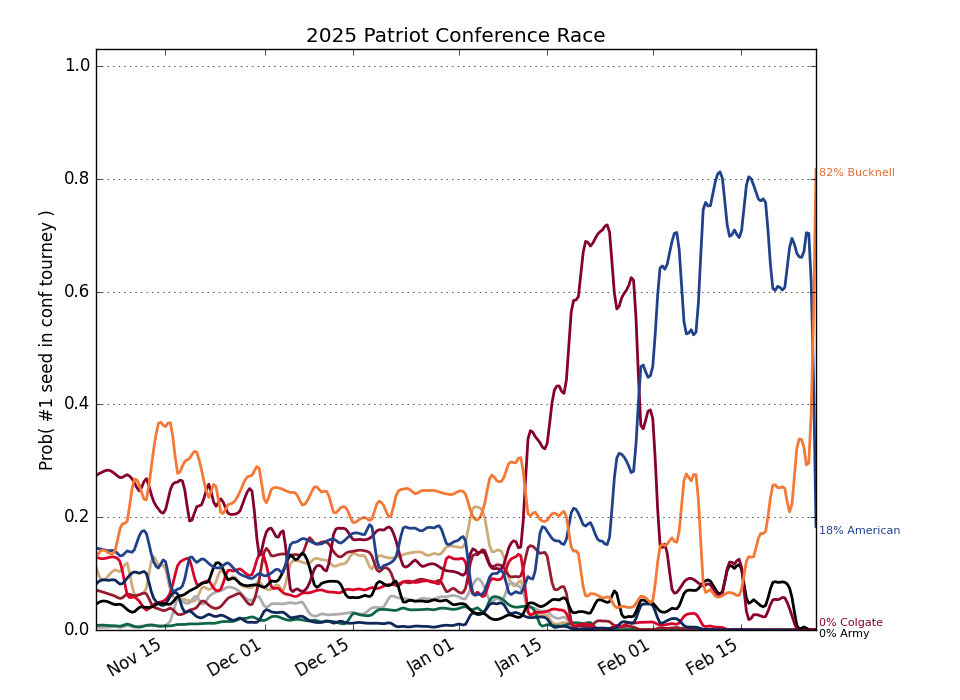 2025 Patriot Conference Race
Prob( #1 seed in conf tourney )
1.0
0.8
0.6
0.4
0.2
0.0
82% Bucknell
18% American
0% Colgate
0% Army
Nov 15
Dec 01
Dec 15
Jan 01
Jan 15
Feb 01
Feb 15